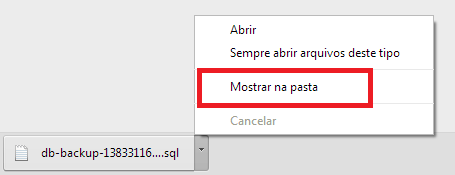 Abrir
Sempre abrir arquivos deste tipo
Mostrar na pasta
Cancelar
db-backup-13833116....sql